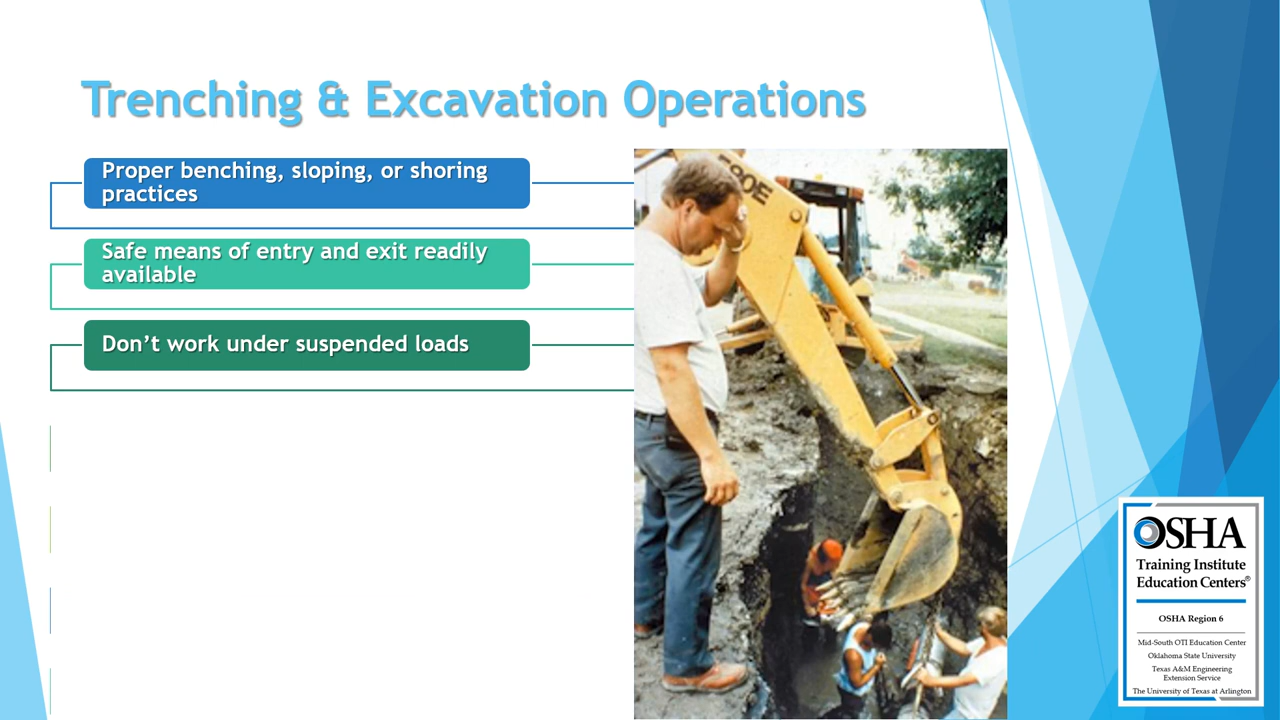 Trenching & Excavation Operations
Proper benching, sloping, or shoring
practices
Safe means of entry and exit readily
available
Don’t work under suspended loads
580E
OSHA
Training Institute
Education Centers®
OSHA Region 6
Mid-South OTI Education Center
Oklahoma State University
Texas A&M Engineering
Extension Service
The University of Texas at Arlington